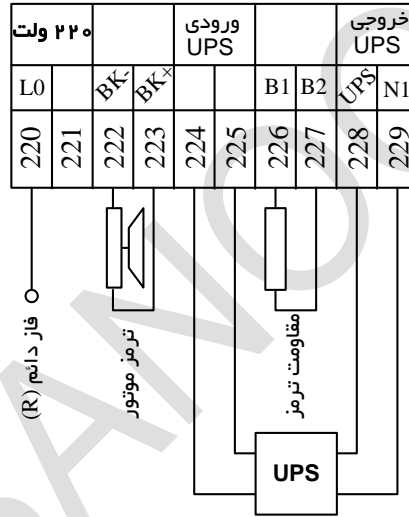 ۲۲۰ ولت
ورودی
UPS
خروجی
UPS
L0 BK- BK+ B1 B2 UPS N1
220 221 222 223 224 225 226 227 228 229
فاز دائم (R)
ترمز موتور
مقاومت ترمز
UPS